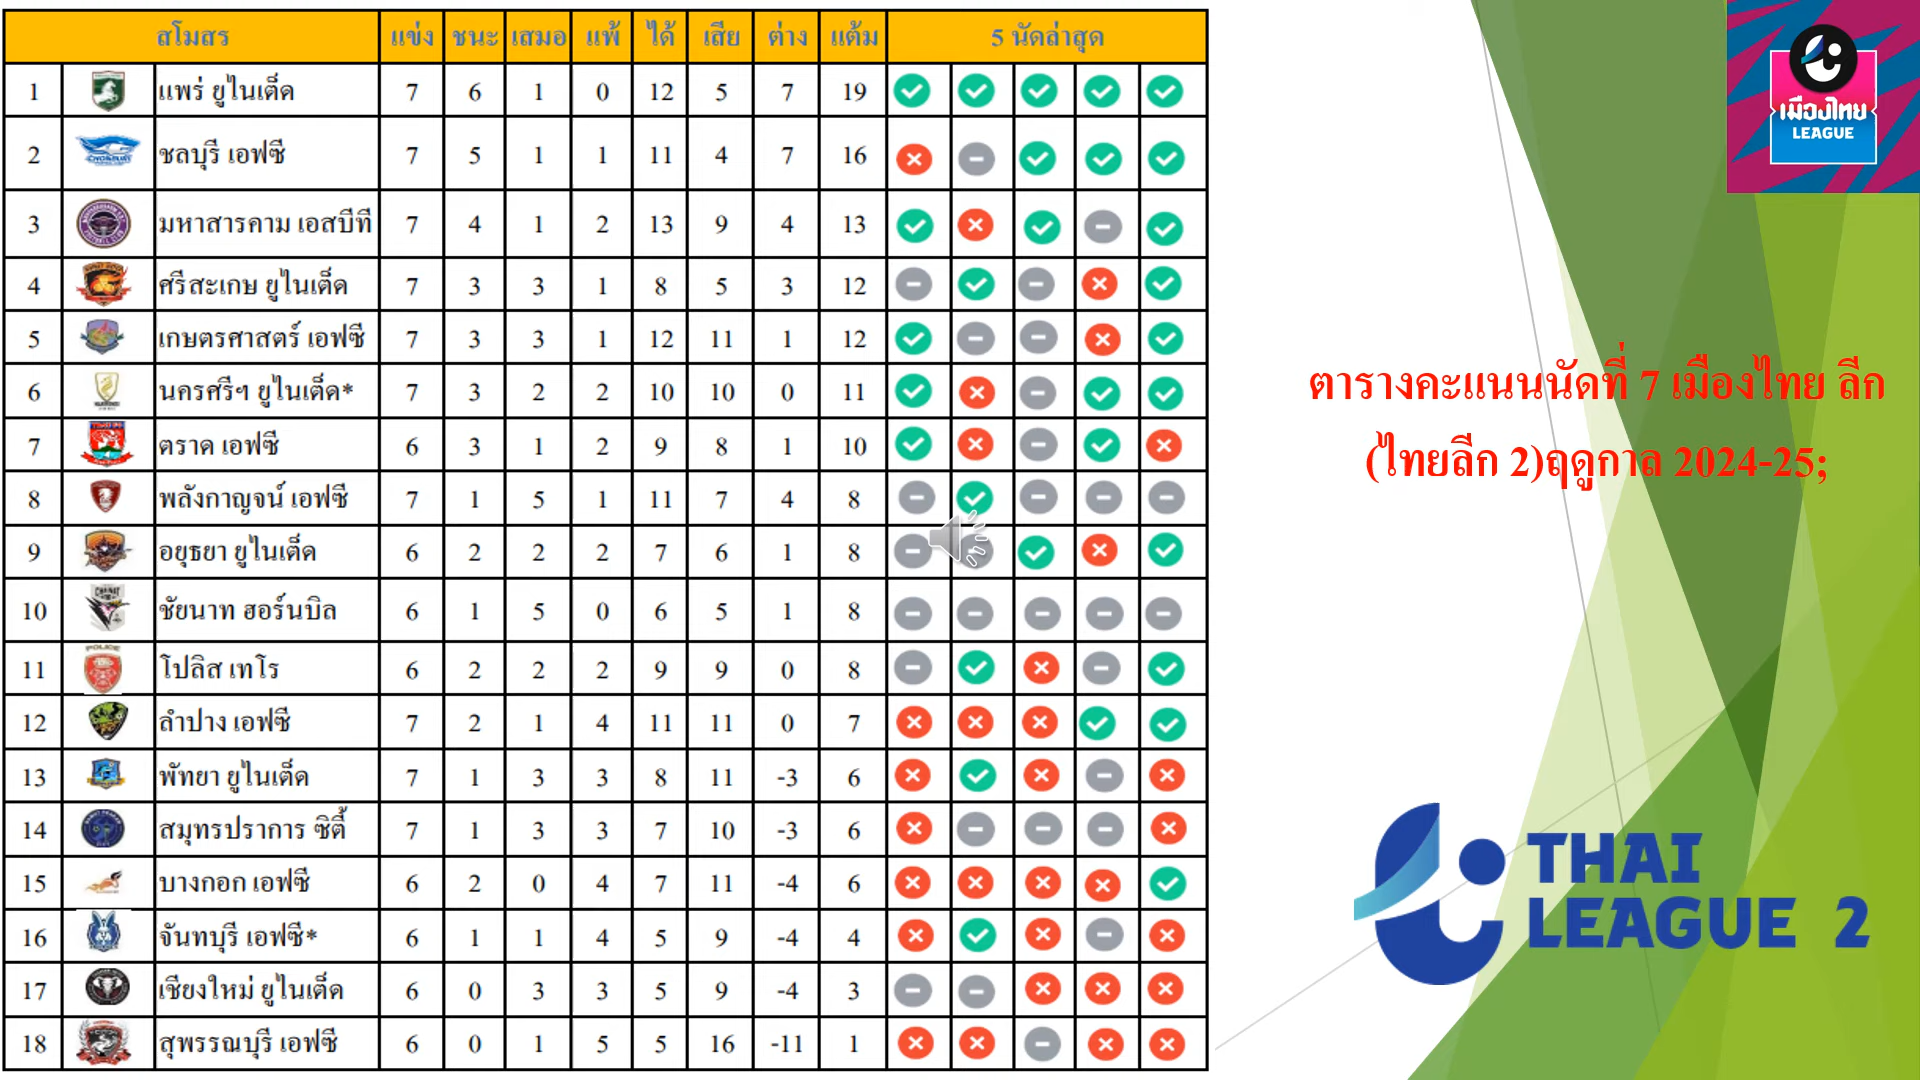 สโมสร แข่ง ชนะ เสมอ แพ้ ได้ เสีย ต่าง แต้ม 5 นัดล่าสุด
1 แพร่ ยูไนเต็ด 7 6 1 0 12 5 7 19
2 ชลบุรี เอฟซี 7 5 1 1 11 4 7 16
3 มหาสารคาม เอสบีที 7 4 1 2 13 9 4 13
4 ศรีสะเกษ ยูไนเต็ด 7 3 3 1 8 5 3 12
5 เกษตรศาสตร์ เอฟซี 7 3 3 1 12 11 1 12
6 นครศรีฯ ยูไนเต็ด* 7 3 2 2 10 10 0 11
7 ตราด เอฟซี 6 3 1 2 9 8 1 10
8 พลังกาญจน์ เอฟซี 7 1 5 1 11 7 4 8
9 อยุธยา ยูไนเต็ด 6 2 2 2 7 6 1 8
10 ชัยนาท ฮอร์นบิล 6 1 5 0 6 5 1 8
11 โปลิส เทโร 6 2 2 2 9 9 0 8
12 ลำปาง เอฟซี 7 2 1 4 11 11 0 7
13 พัทยา ยูไนเต็ด 7 1 3 3 8 11 -3 6
14 สมุทรปราการ ซิตี้ 7 1 3 3 7 10 -3 6
15 บางกอก เอฟซี 6 2 0 4 7 11 -4 6
16 จันทบุรี เอฟซี* 6 1 1 4 5 9 -4 4
17 เชียงใหม่ ยูไนเต็ด 6 0 3 3 5 9 -4 3
18 สุพรรณบุรี เอฟซี 6 0 1 5 5 16 -11 1
เมืองไทย
LEAGUE
ตารางคะแนนนัดที่ 7 เมืองไทย ลีก
(ไทยลีก 2)ฤดูกาล 2024-25;
THAI
LEAGUE 2